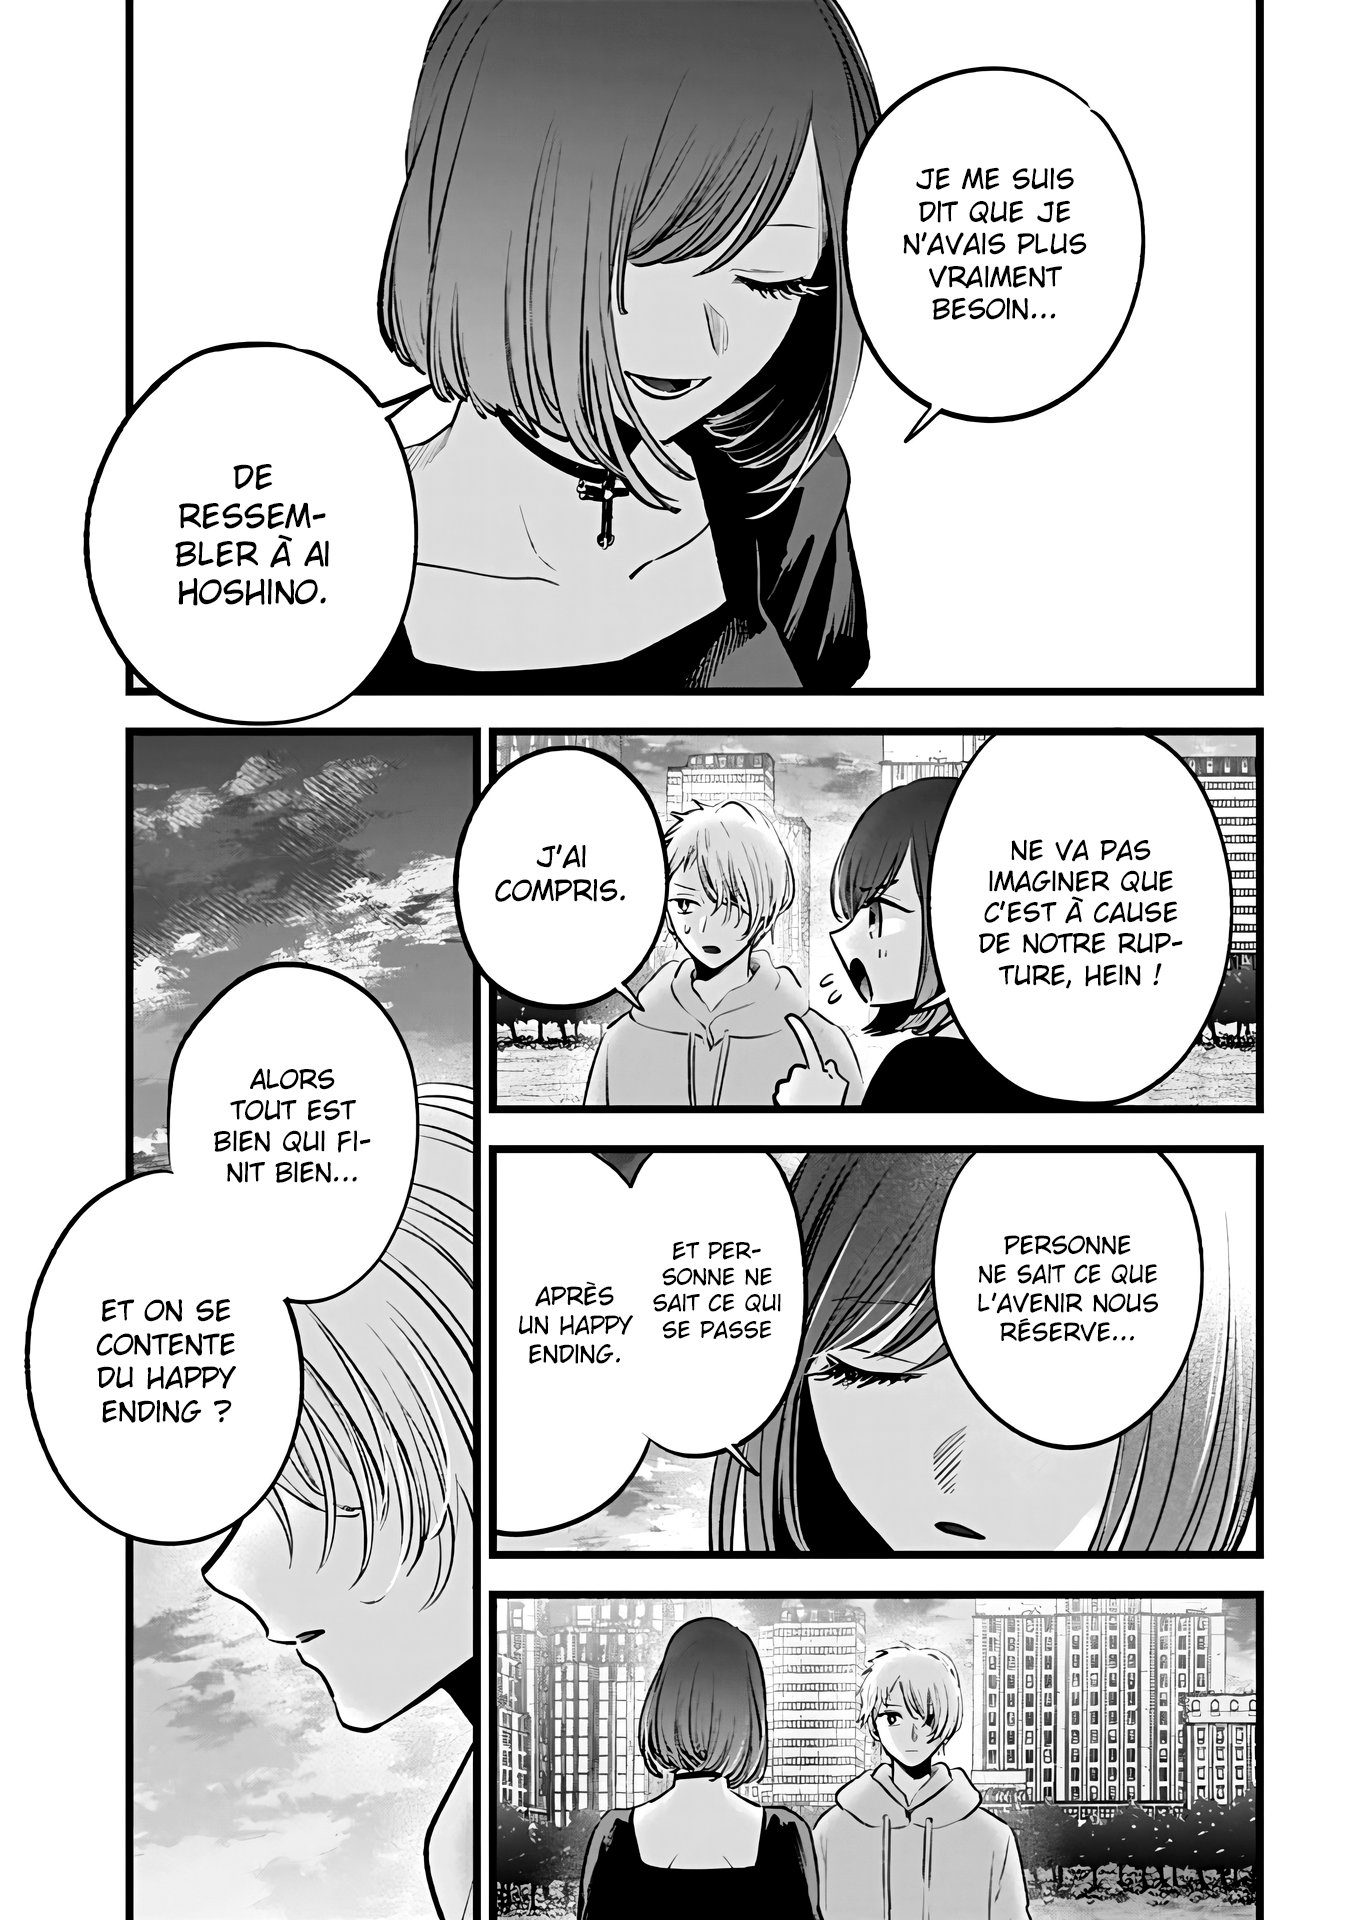 JE ME SUIS
DIT QUE JE
N'AVAIS PLUS
VRAIMENT
BESOIN...
DE
RESSEM-
BLER À AI
HOSHINO.
NE VA PAS
IMAGINER QUE
C'EST À CAUSE
DE NOTRE RUP-
TURE, HEIN !
J'AI
COMPRIS.
PERSONNE
NE SAIT CE QUE
L'AVENIR NOUS
RÉSERVE...
ET PER-
SONNE NE
SAIT CE QUI
SE PASSE
APRÈS
UN HAPPY
ENDING.
ALORS
TOUT EST
BIEN QUI FI-
NIT BIEN...
ET ON SE
CONTENTE
DU HAPPY
ENDING ?